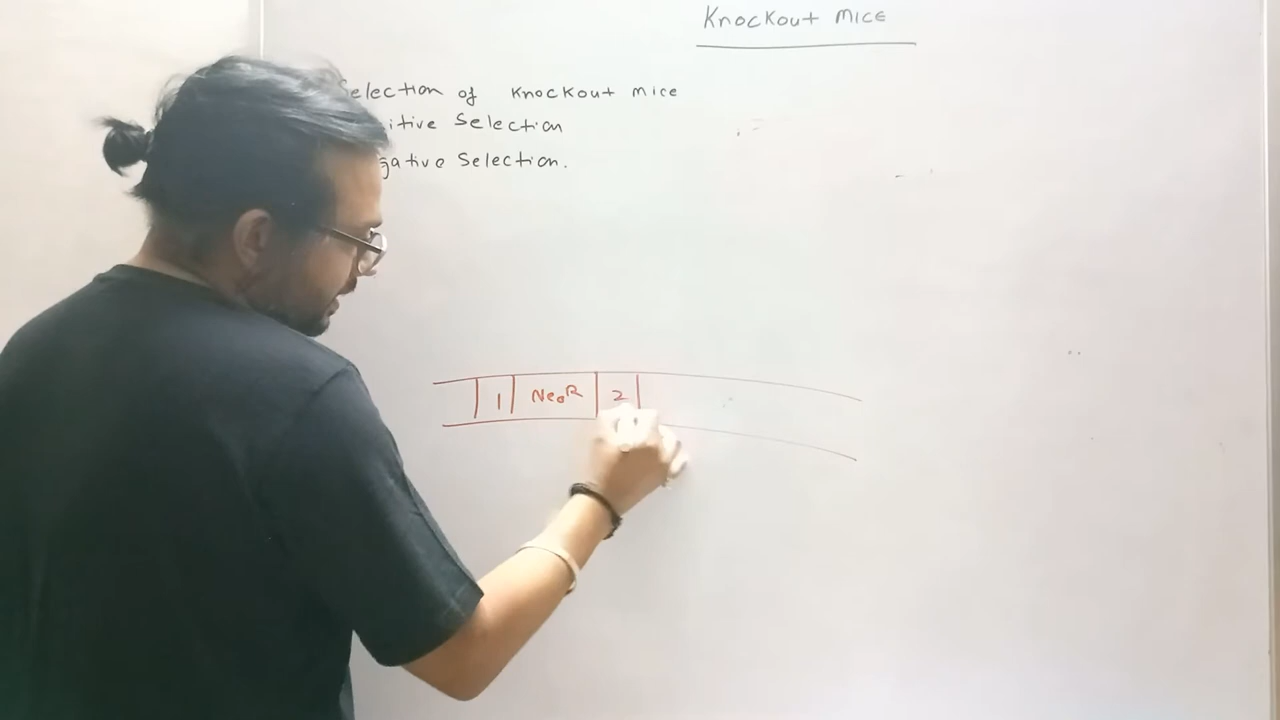 Knockout Mice
Selection of Knockout mice
itive Selection
gative Selection.
1 NeoR 2